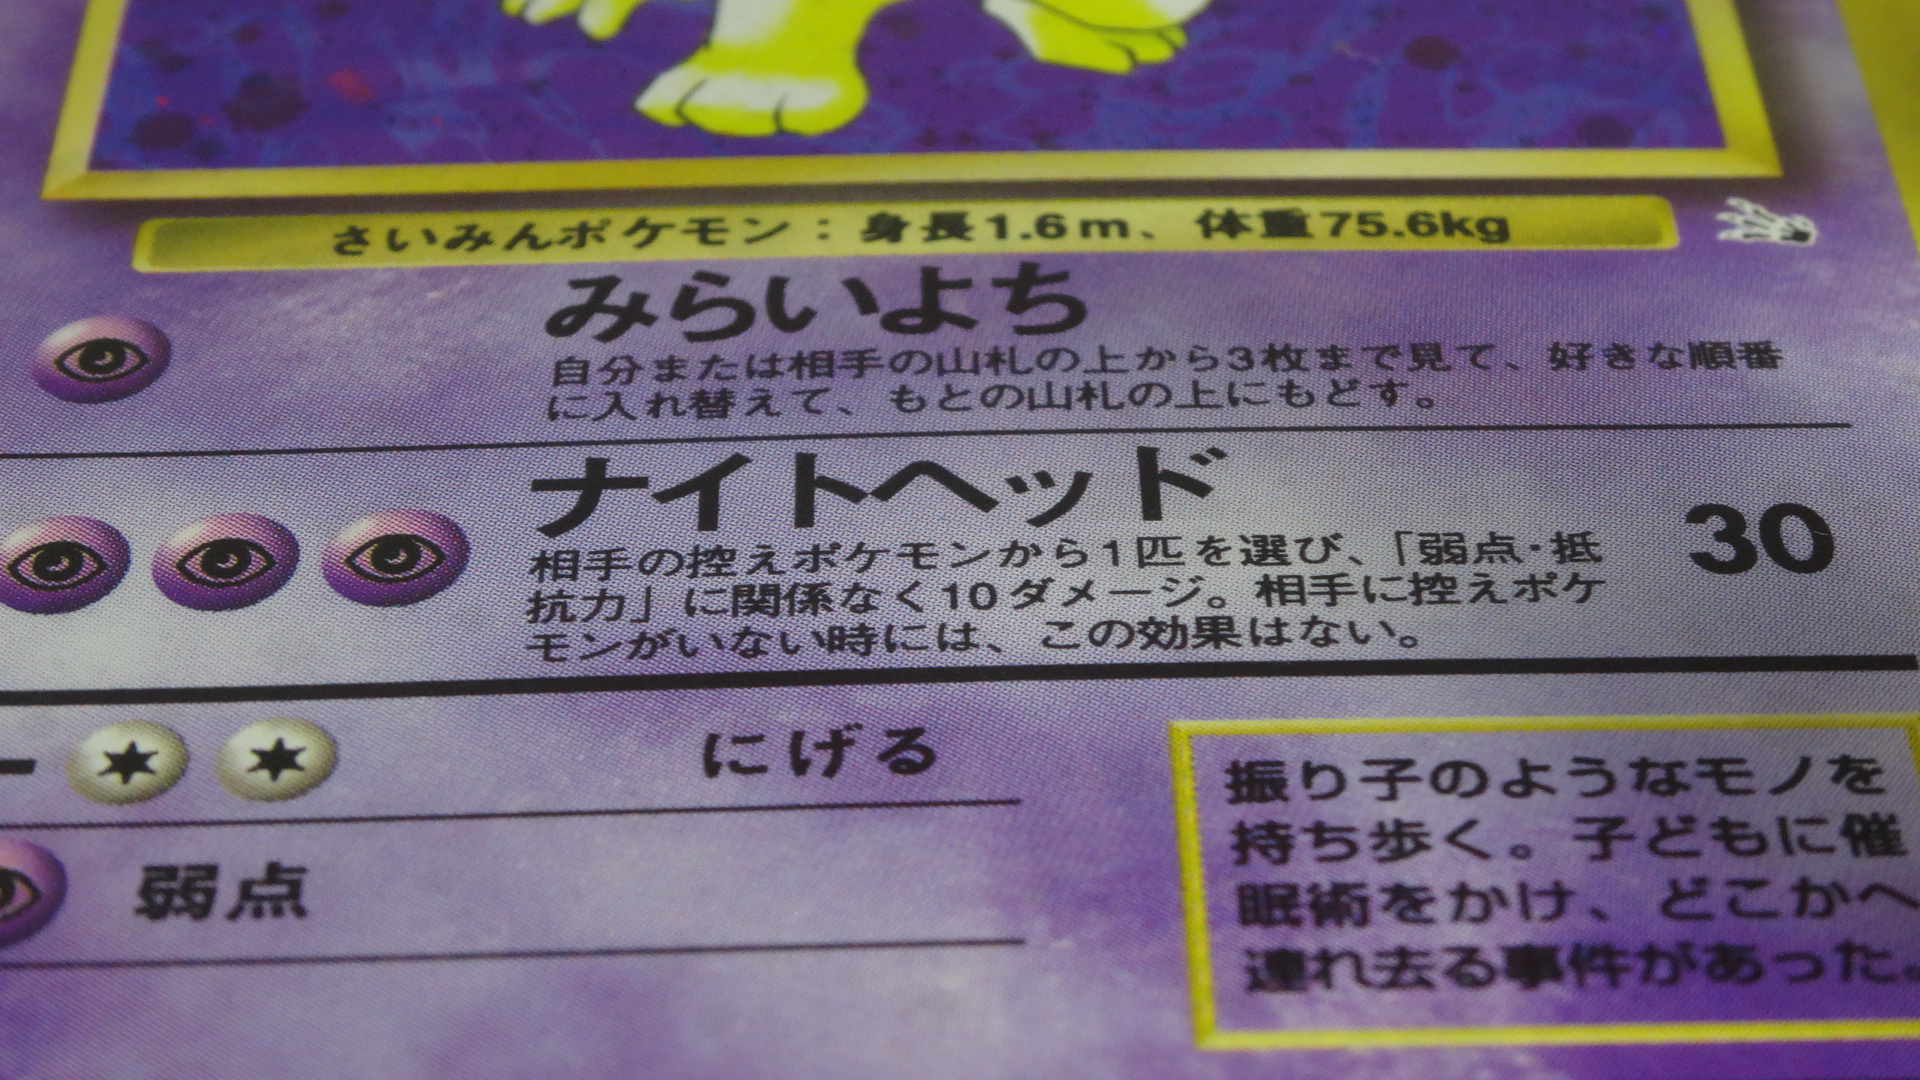 さいみんポケモン：身長1.6m、体重75.6kg
みらいよち
自分または相手の山札の上から3枚まで見て、好きな順番
に入れ替えて、もとの山札の上にもどす。
ナイトヘッド
30
相手の控えポケモンから1匹を選び、「弱点・抵
抗力」に関係なく10ダメージ。相手に控えポケ
モンがいない時には、この効果はない。
ー
にげる
弱点
振り子のようなモノを
持ち歩く。子どもに催
眠術をかけ、どこかへ
連れ去る事件があった。